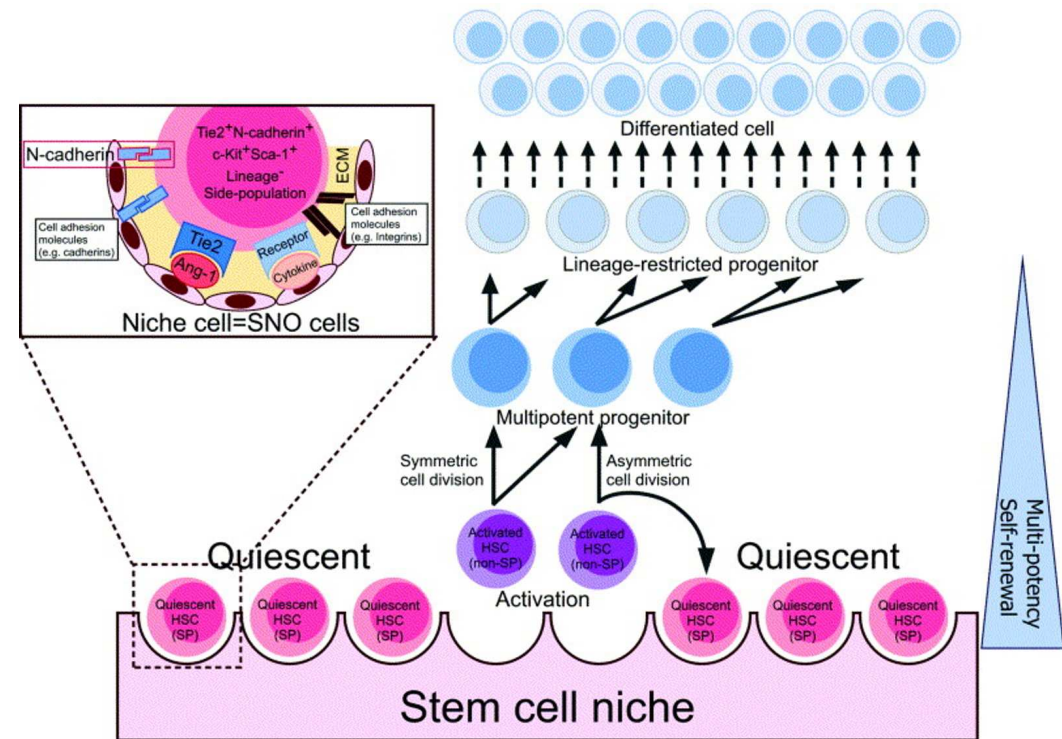 Differentiated cell
Tie2⁺N-cadherin⁺
c-Kit⁺Sca-1⁺
Lineage⁻
Side-population
N-cadherin
ECM
Cell adhesion
molecules
(e.g. cadherins)
Cell adhesion
molecules
(e.g. Integrins)
Tie2
Ang-1
Receptor
Cytokine
Niche cell=SNO cells
Lineage-restricted progenitor
Multipotent progenitor
Symmetric
cell division
Asymmetric
cell division
Activated
HSC
(non-SP)
Activated
HSC
(non-SP)
Activation
Quiescent
Quiescent
Quiescent
HSC
(SP)
Quiescent
HSC
(SP)
Quiescent
HSC
(SP)
Quiescent
HSC
(SP)
Quiescent
HSC
(SP)
Quiescent
HSC
(SP)
Multi-potency
Self-renewal
Stem cell niche